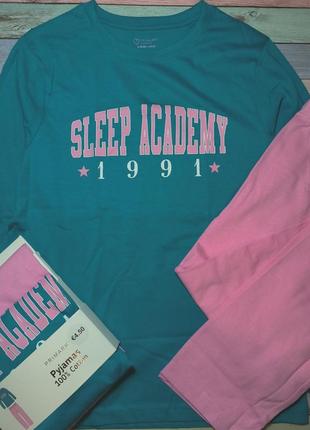 SLEEP ACADEMY
1991
ACADEM
PRIMARK
€4.50
Pyjamas
100% Cotton